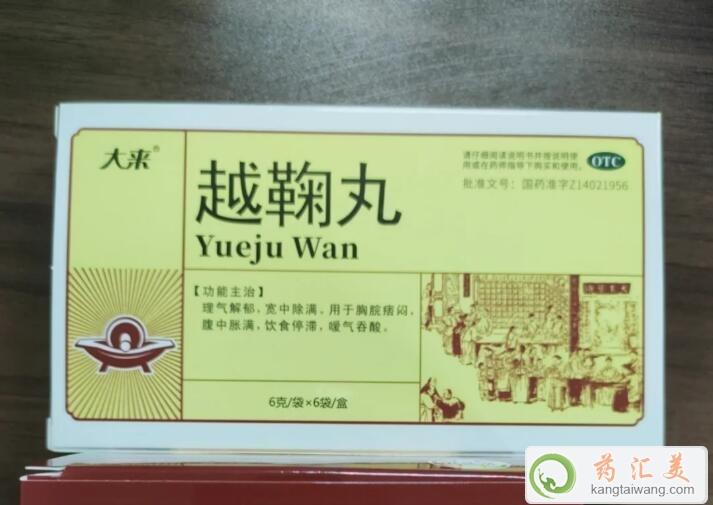 大来®
请仔细阅读说明书并按说明使
用或在药师指导下购买和使用。
OTC
批准文号：国药准字Z14021956
越鞠丸
Yueju Wan
【功能主治】
理气解郁，宽中除满。用于胸脘痞闷，
腹中胀满，饮食停滞，嗳气吞酸。
6克/袋×6袋/盒
药汇美
kangtaiwang.com